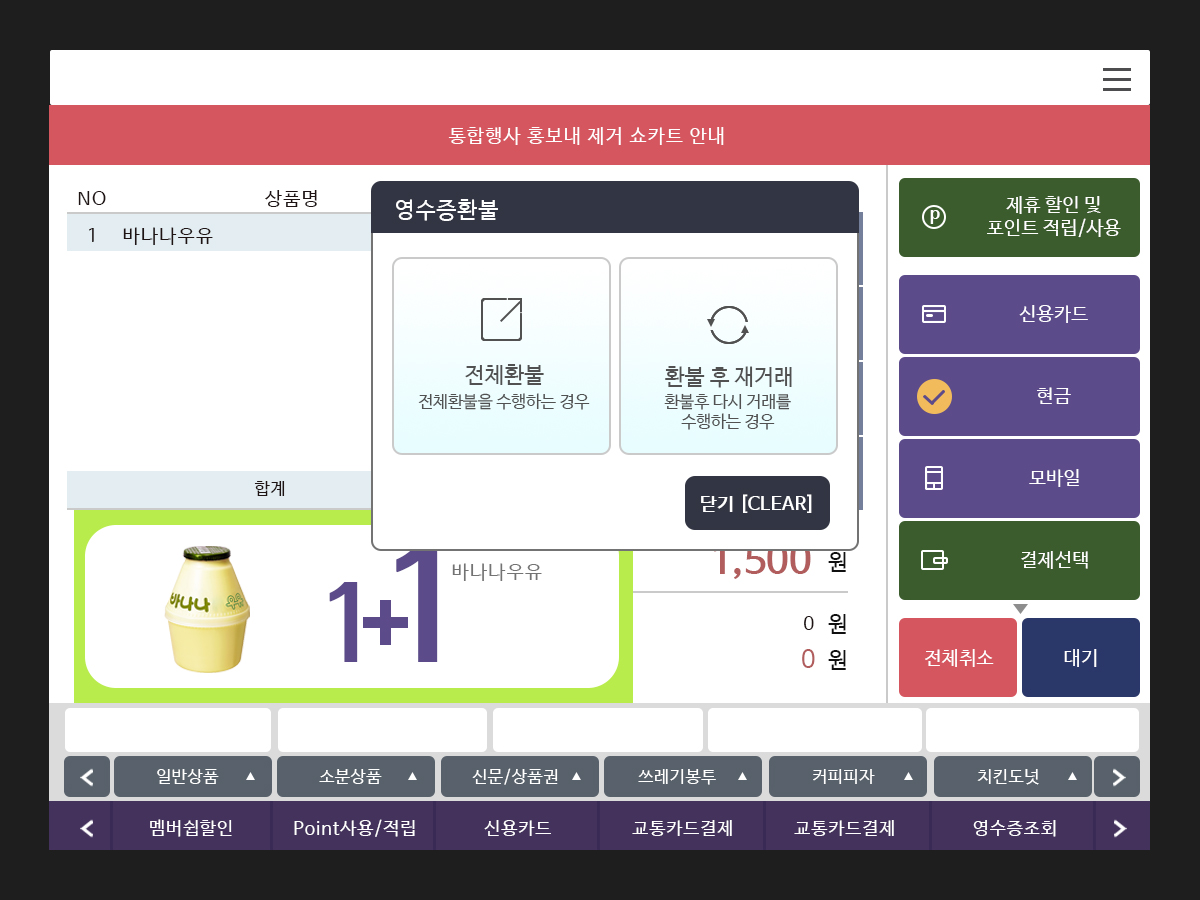 통합행사 홍보내 제거 쇼카트 안내
NO 상품명
1 바나나우유
합계
영수증환불
전체환불
전체환불을 수행하는 경우
환불 후 재거래
환불후 다시 거래를
수행하는 경우
닫기 [CLEAR]
바나나
우유
1+1
바나나우유
1,500 원
0 원
0 원
P
제휴 할인 및
포인트 적립/사용
신용카드
현금
모바일
결제선택
전체취소
대기
일반상품 ▲
소분상품 ▲
신문/상품권 ▲
쓰레기봉투 ▲
커피피자 ▲
치킨도넛 ▲
멤버쉽할인
Point사용/적립
신용카드
교통카드결제
교통카드결제
영수증조회